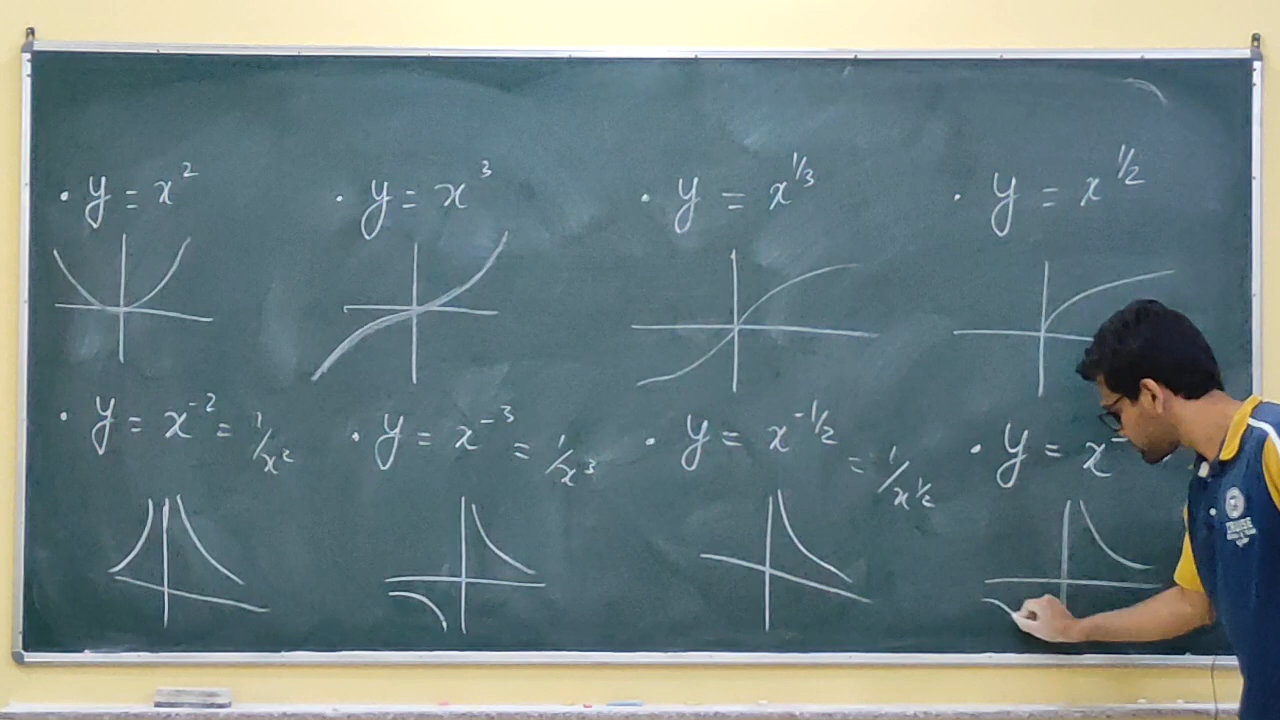 · y = x²
· y = x³
· y = x^1/3
· y = x^1/2
· y = x⁻² = 1/x²
· y = x⁻³ = 1/x³
· y = x^-1/2 = 1/x^1/2
· y = x^-